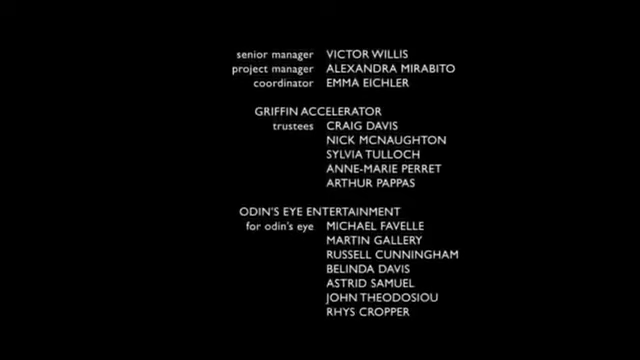 senior manager VICTOR WILLIS
project manager ALEXANDRA MIRABITO
coordinator EMMA EICHLER
GRIFFIN ACCELERATOR
trustees CRAIG DAVIS
NICK MCNAUGHTON
SYLVIA TULLOCH
ANNE-MARIE PERRET
ARTHUR PAPPAS
ODIN'S EYE ENTERTAINMENT
for odin's eye MICHAEL FAVELLE
MARTIN GALLERY
RUSSELL CUNNINGHAM
BELINDA DAVIS
ASTRID SAMUEL
JOHN THEODOSIOU
RHYS CROPPER